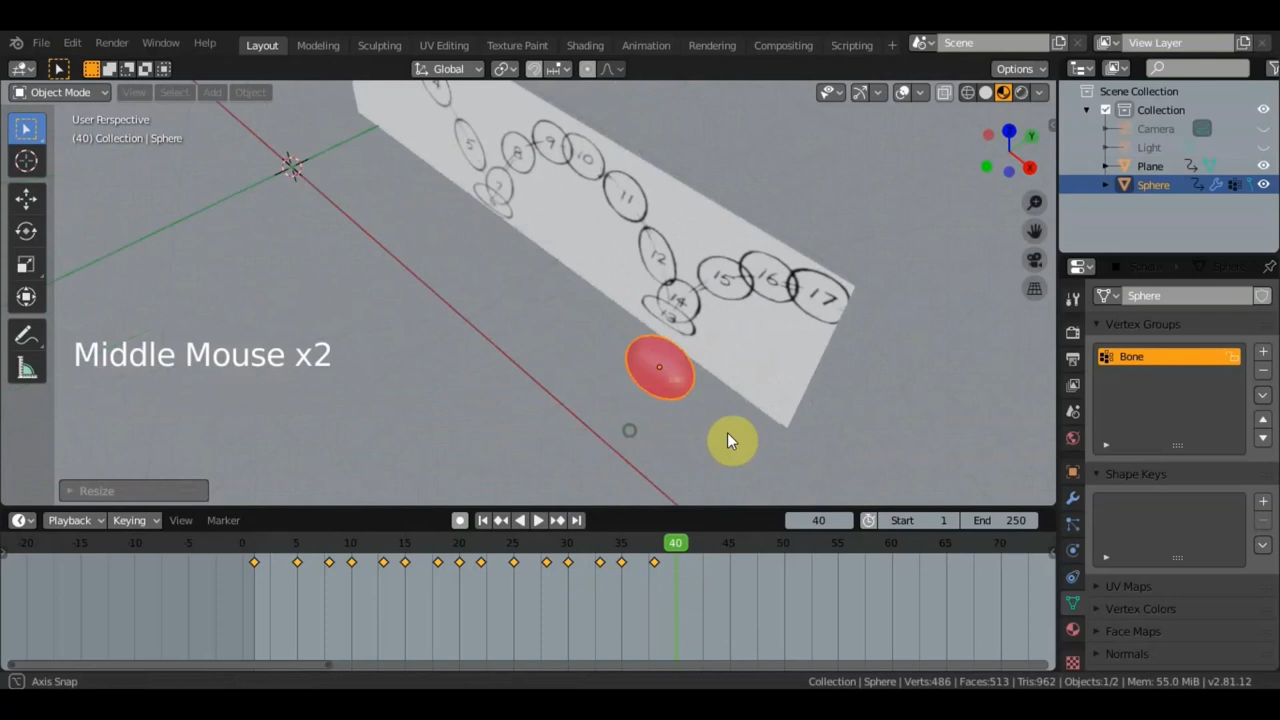 File Edit Render Window Help Layout Modeling Sculpting UV Editing Texture Paint Shading Animation Rendering Compositing Scripting + Scene View Layer
Global Options
Object Mode View Select Add Object
User Perspective
(40) Collection | Sphere
Z Y X
Scene Collection
Collection
Camera
Light
Plane
Sphere
Sphere
Vertex Groups
Bone
Shape Keys
UV Maps
Vertex Colors
Face Maps
Normals
5
8 9 10
7
11
12
14 15 16 17
13
Middle Mouse x2
Resize
Playback Keying View Marker 40 Start 1 End 250
-20 -15 -10 -5 0 5 10 15 20 25 30 35 40 45 50 55 60 65 70
Axis Snap Collection | Sphere | Verts:486 | Faces:513 | Tris:962 | Objects:1/2 | Mem: 55.0 MiB | v2.81.12